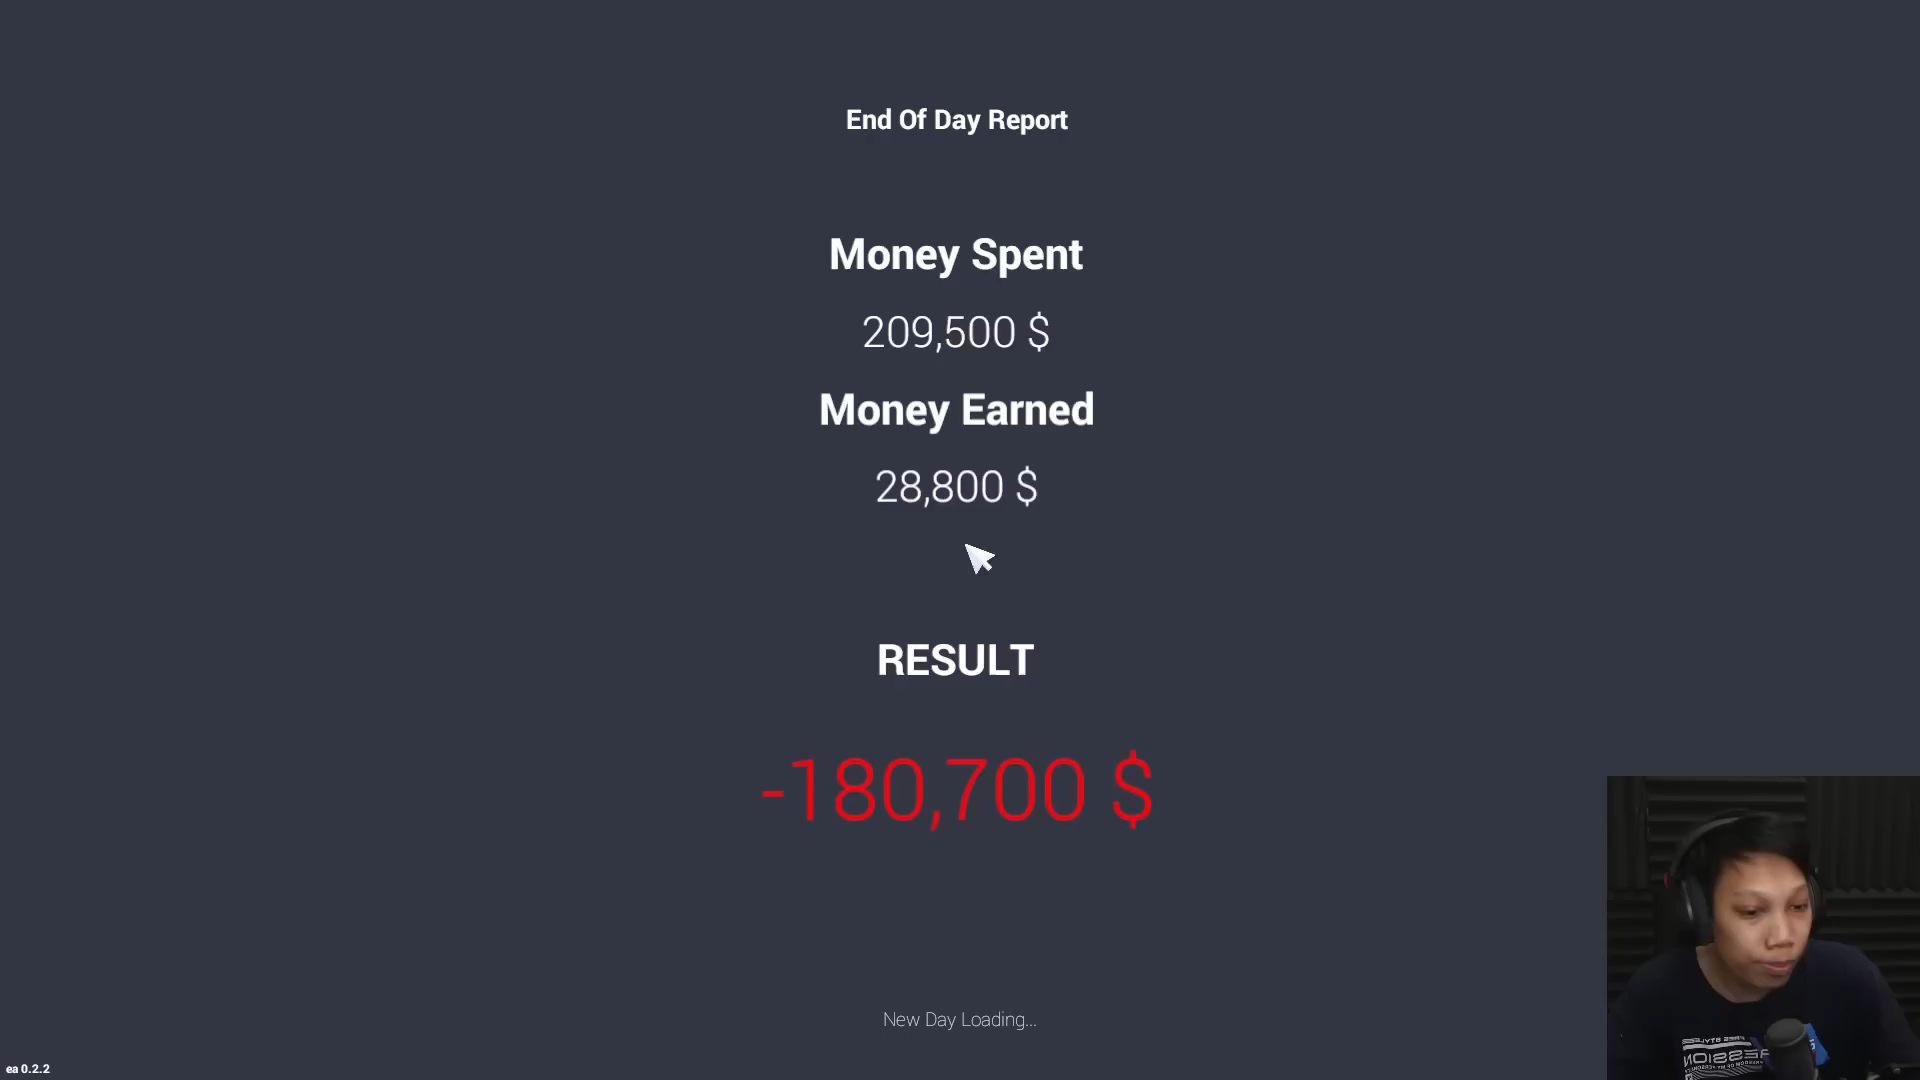 End Of Day Report
Money Spent
209,500 $
Money Earned
28,800 $
RESULT
-180,700 $
New Day Loading...
ea 0.2.2